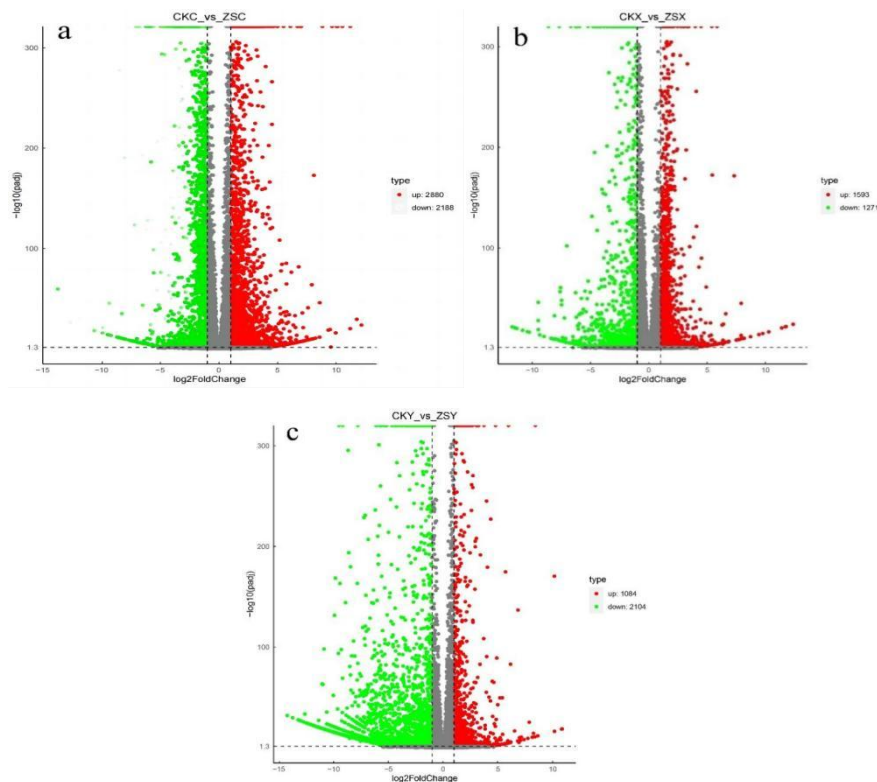 CKC_vs_ZSC
a
300
200
100
1.3
−log10(padj)
−15
−10
−5
0
5
10
log2FoldChange
type
up: 2880
down: 2188
CKX_vs_ZSX
b
300
200
100
1.3
−log10(padj)
−10
−5
0
5
10
log2FoldChange
type
up: 1593
down: 1271
CKY_vs_ZSY
c
300
200
100
1.3
−log10(padj)
−15
−10
−5
0
5
10
log2FoldChange
type
up: 1084
down: 2104